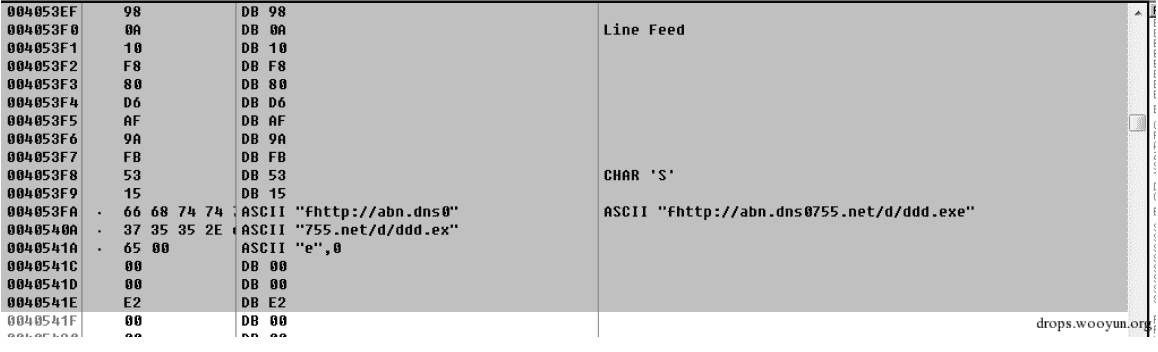 004053EF 98 DB 98
004053F0 0A DB 0A Line Feed
004053F1 10 DB 10
004053F2 F8 DB F8
004053F3 80 DB 80
004053F4 D6 DB D6
004053F5 AF DB AF
004053F6 9A DB 9A
004053F7 FB DB FB
004053F8 53 DB 53 CHAR 'S'
004053F9 15 DB 15
004053FA . 66 68 74 74 ASCII "fhttp://abn.dns0" ASCII "fhttp://abn.dns0755.net/d/ddd.exe"
0040540A . 37 35 35 2E ASCII "755.net/d/ddd.ex"
0040541A . 65 00 ASCII "e",0
0040541C 00 DB 00
0040541D 00 DB 00
0040541E E2 DB E2
0040541F 00 DB 00
drops.wooyun.org